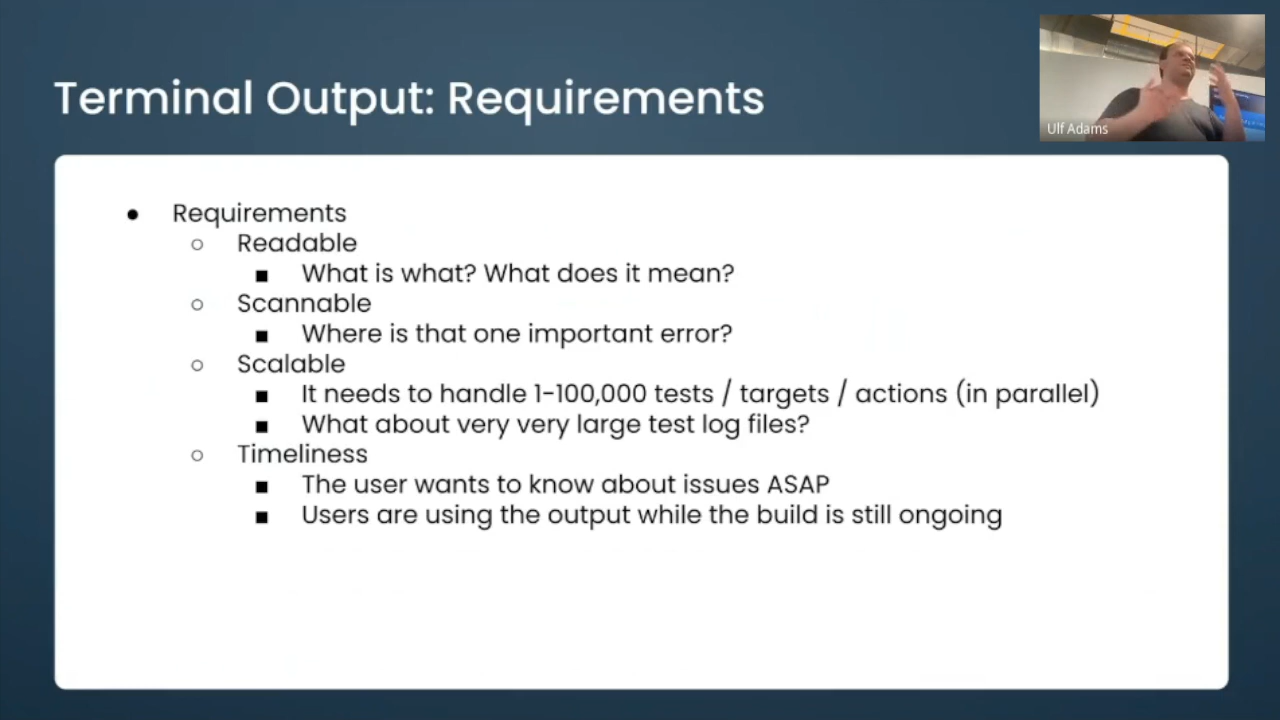 Terminal Output: Requirements
Ulf Adams
● Requirements
○ Readable
■ What is what? What does it mean?
○ Scannable
■ Where is that one important error?
○ Scalable
■ It needs to handle 1-100,000 tests / targets / actions (in parallel)
■ What about very very large test log files?
○ Timeliness
■ The user wants to know about issues ASAP
■ Users are using the output while the build is still ongoing